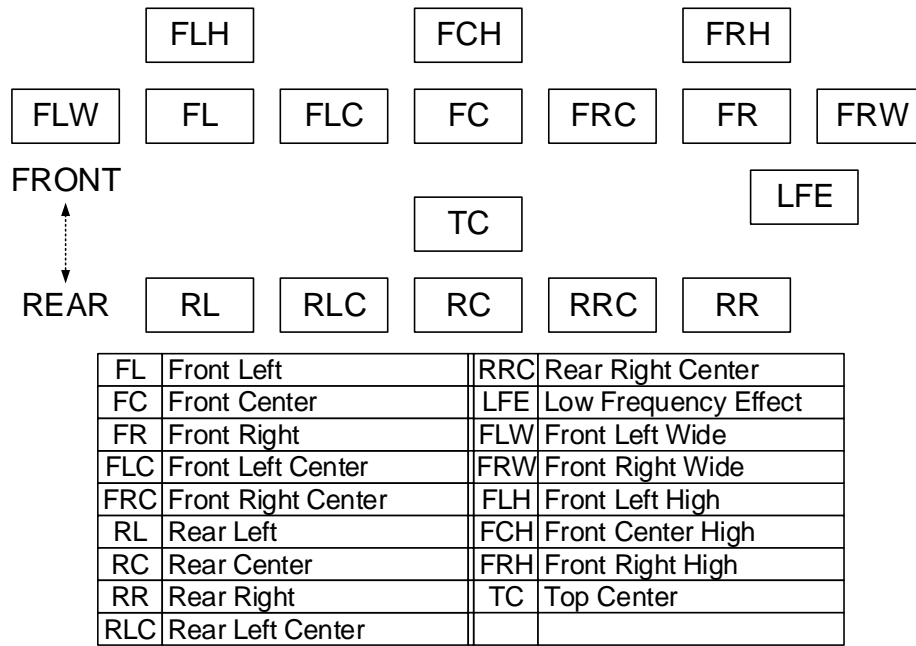 FLH FCH FRH
FLW FL FLC FC FRC FR FRW
FRONT
LFE
TC
REAR RL RLC RC RRC RR
FL Front Left RRC Rear Right Center
FC Front Center LFE Low Frequency Effect
FR Front Right FLW Front Left Wide
FLC Front Left Center FRW Front Right Wide
FRC Front Right Center FLH Front Left High
RL Rear Left FCH Front Center High
RC Rear Center FRH Front Right High
RR Rear Right TC Top Center
RLC Rear Left Center